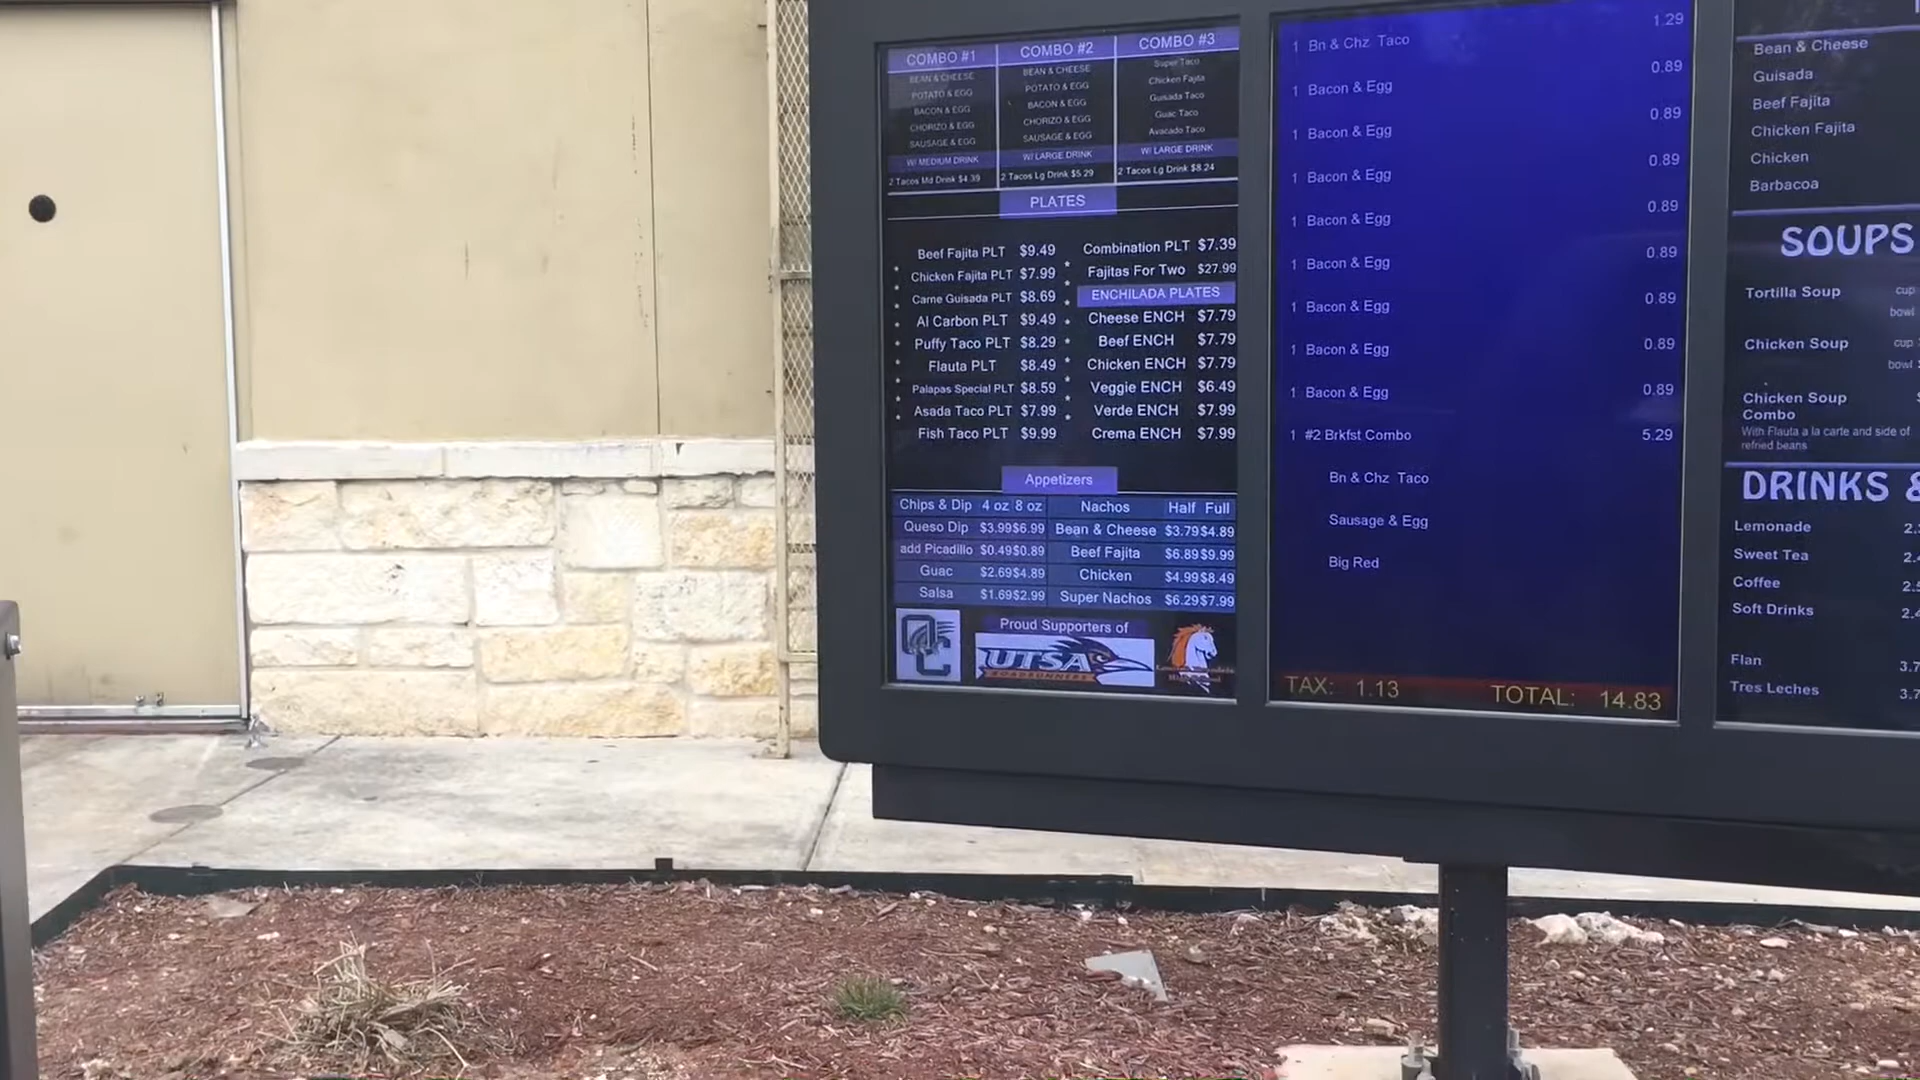 COMBO #1
BEAN & CHEESE
POTATO & EGG
BACON & EGG
CHORIZO & EGG
SAUSAGE & EGG
W/ MEDIUM DRINK
2 Tacos Md Drink $4.39
COMBO #2
BEAN & CHEESE
POTATO & EGG
BACON & EGG
CHORIZO & EGG
SAUSAGE & EGG
W/ LARGE DRINK
2 Tacos Lg Drink $5.29
COMBO #3
Super Taco
Chicken Fajita
Guisada Taco
Guac Taco
Avacado Taco
W/ LARGE DRINK
2 Tacos Lg Drink $8.24
PLATES
Beef Fajita PLT $9.49
Chicken Fajita PLT $7.99
Carne Guisada PLT $8.69
Al Carbon PLT $9.49
Puffy Taco PLT $8.29
Flauta PLT $8.49
Palapas Special PLT $8.59
Asada Taco PLT $7.99
Fish Taco PLT $9.99
Combination PLT $7.39
Fajitas For Two $27.99
ENCHILADA PLATES
Cheese ENCH $7.79
Beef ENCH $7.79
Chicken ENCH $7.79
Veggie ENCH $6.49
Verde ENCH $7.99
Crema ENCH $7.99
Appetizers
Chips & Dip 4 oz 8 oz
Queso Dip $3.99 $6.99
add Picadillo $0.49 $0.89
Guac $2.69 $4.89
Salsa $1.69 $2.99
Nachos Half Full
Bean & Cheese $3.79 $4.89
Beef Fajita $6.89 $9.99
Chicken $4.99 $8.49
Super Nachos $6.29 $7.99
Proud Supporters of
OC
UTSA
ROADRUNNERS
1 Bn & Chz Taco 1.29
1 Bacon & Egg 0.89
1 Bacon & Egg 0.89
1 Bacon & Egg 0.89
1 Bacon & Egg 0.89
1 Bacon & Egg 0.89
1 Bacon & Egg 0.89
1 Bacon & Egg 0.89
1 Bacon & Egg 0.89
1 #2 Brkfst Combo 5.29
Bn & Chz Taco
Sausage & Egg
Big Red
TAX: 1.13 TOTAL: 14.83
Bean & Cheese
Guisada
Beef Fajita
Chicken Fajita
Chicken
Barbacoa
SOUPS
Tortilla Soup cup
bowl
Chicken Soup cup
bowl
Chicken Soup
Combo
With Flauta a la carte and side of
refried beans
DRINKS &
Lemonade 2.
Sweet Tea 2.
Coffee 2.
Soft Drinks 2.
Flan 3.7
Tres Leches 3.7